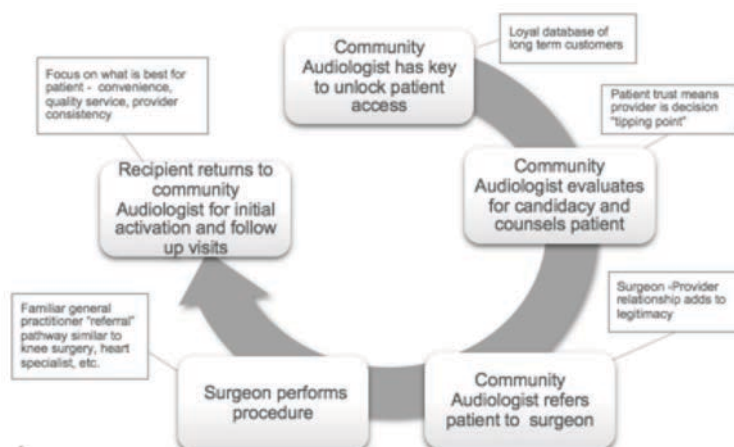 Community
Audiologist has key
to unlock patient
access
Loyal database of
long term customers
Patient trust means
provider is decision
"tipping point"
Community
Audiologist evaluates
for candidacy and
counsels patient
Surgeon -Provider
relationship adds to
legitimacy
Community
Audiologist refers
patient to surgeon
Surgeon performs
procedure
Familiar general
practitioner "referral"
pathway similar to
knee surgery, heart
specialist, etc.
Recipient returns to
community
Audiologist for initial
activation and follow
up visits
Focus on what is best for
patient - convenience,
quality service, provider
consistency